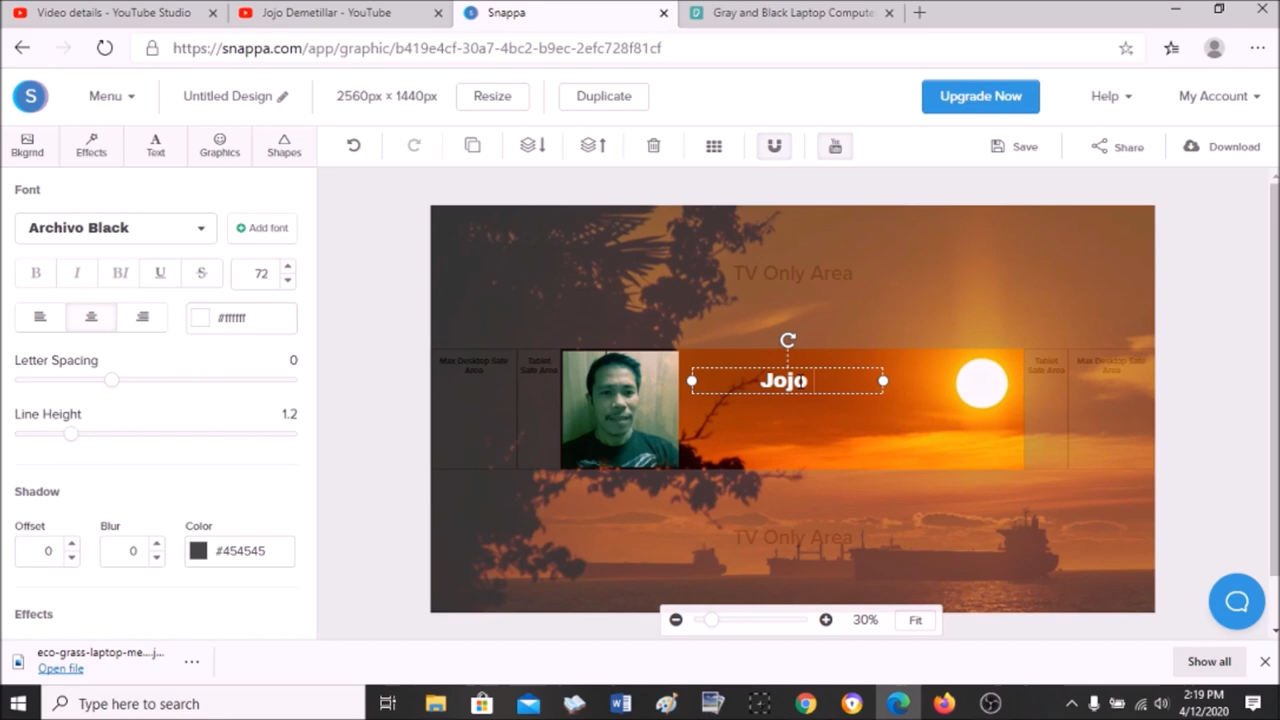 Video details - YouTube Studio
Jojo Demetillar - YouTube
Snappa
Gray and Black Laptop Compute
https://snappa.com/app/graphic/b419e4cf-30a7-4bc2-b9ec-2efc728f81cf
S
Menu
Untitled Design
2560px × 1440px
Resize
Duplicate
Upgrade Now
Help
My Account
Bkgrnd
Effects
Text
Graphics
Shapes
Save
Share
Download
Font
Archivo Black
Add font
B
I
BI
U
S
72
#ffffff
Letter Spacing
0
Line Height
1.2
Shadow
Offset
Blur
Color
0
0
#454545
Effects
TV Only Area
Max Desktop Safe
Area
Tablet
Safe Area
Jojo
Tablet
Safe Area
Max Desktop Safe
Area
TV Only Area
30%
Fit
eco-grass-laptop-me....j...
Open file
Show all
Type here to search
2:19 PM
4/12/2020